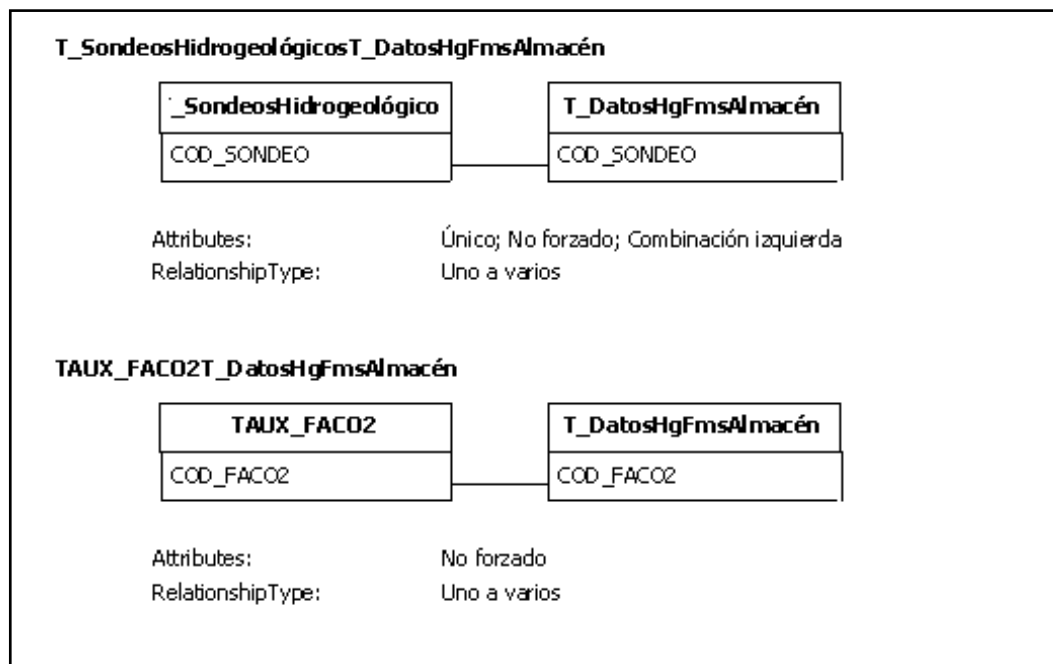 T_SondeosHidrogeológicosT_DatosHgFmsAlmacén
_SondeosHidrogeológico T_DatosHgFmsAlmacén
COD_SONDEO COD_SONDEO
Attributes: Único; No forzado; Combinación izquierda
RelationshipType: Uno a varios
TAUX_FACO2T_DatosHgFmsAlmacén
TAUX_FACO2 T_DatosHgFmsAlmacén
COD_FACO2 COD_FACO2
Attributes: No forzado
RelationshipType: Uno a varios